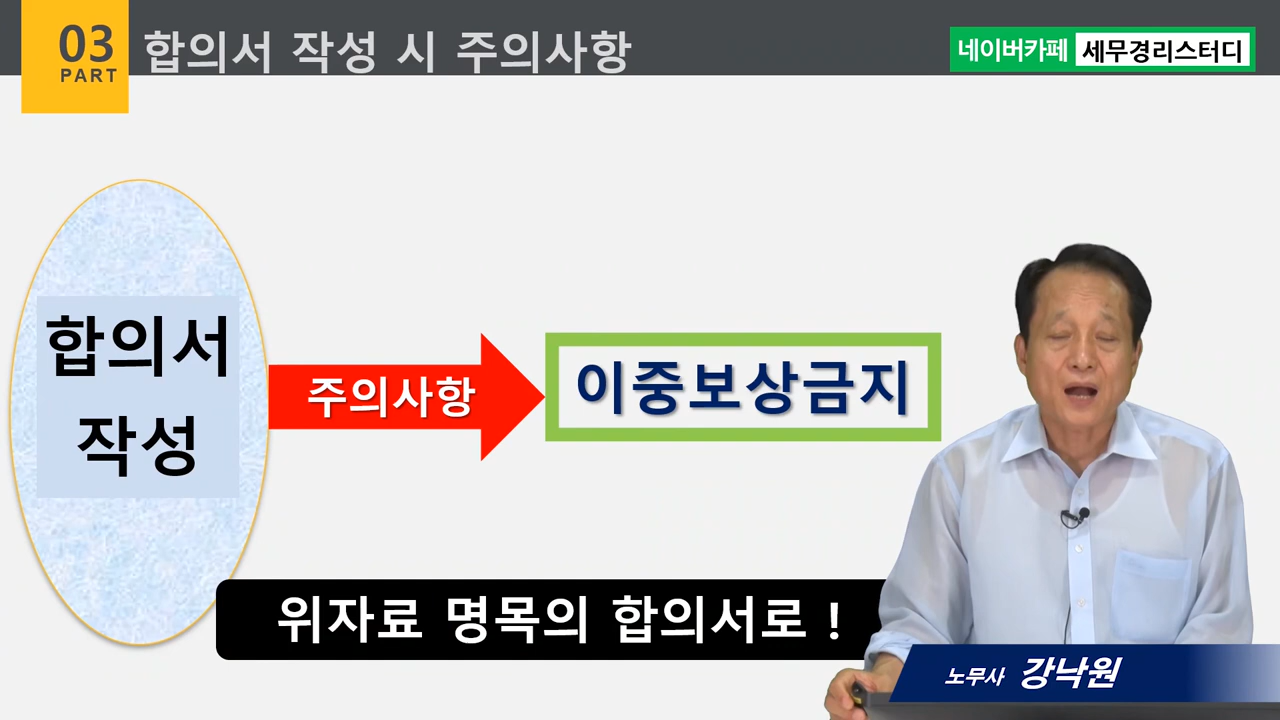 03
PART
합의서 작성 시 주의사항
네이버카페 세무경리스터디
합의서
작성
주의사항
이중보상금지
위자료 명목의 합의서로 !
노무사 강낙원